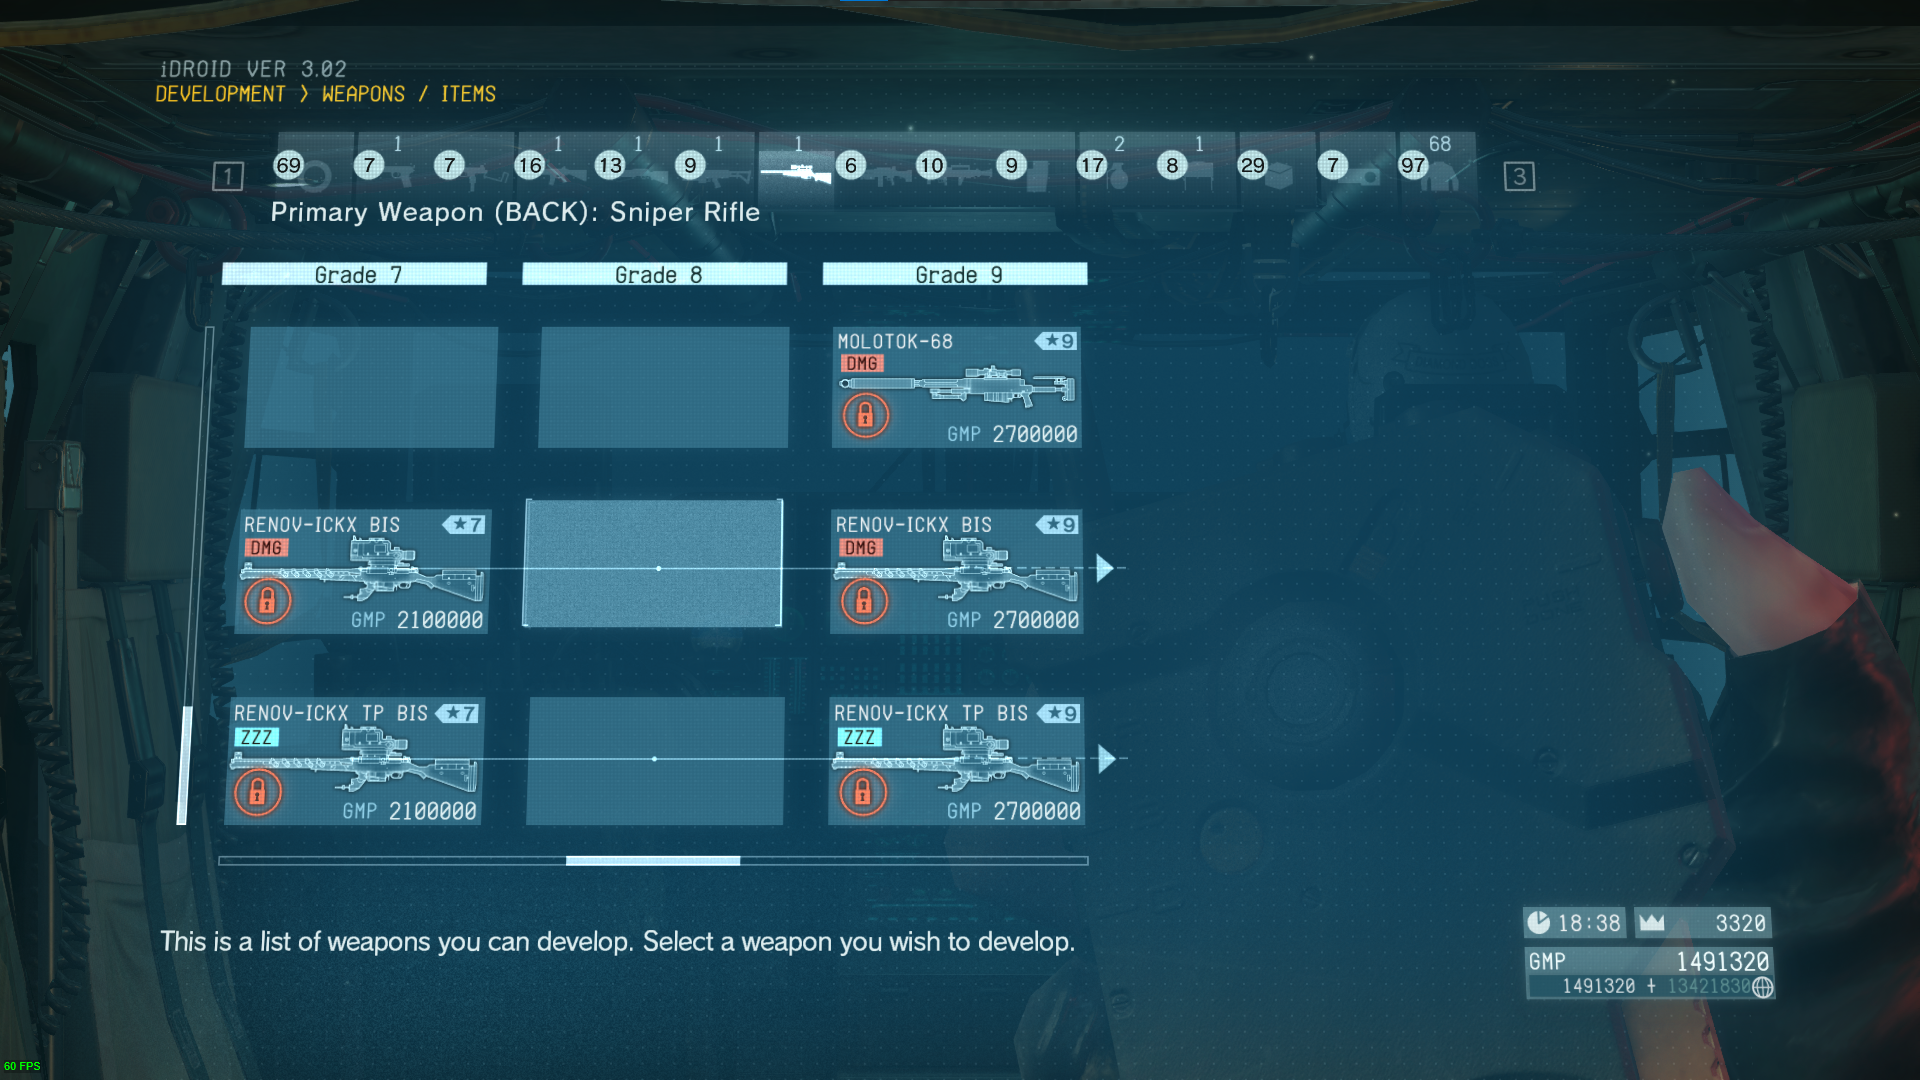 iDROID VER 3.02
DEVELOPMENT > WEAPONS / ITEMS
1 1 1 1 1 2 1 68
1 69 7 7 16 13 9 6 10 9 17 8 29 7 97 3
Primary Weapon (BACK): Sniper Rifle
Grade 7 Grade 8 Grade 9
MOLOTOK-68 ★9
DMG
GMP 2700000
RENOV-ICKX BIS ★7 RENOV-ICKX BIS ★9
DMG DMG
GMP 2100000 GMP 2700000
RENOV-ICKX TP BIS ★7 RENOV-ICKX TP BIS ★9
ZZZ ZZZ
GMP 2100000 GMP 2700000
This is a list of weapons you can develop. Select a weapon you wish to develop.
18:38 3320
GMP 1491320
1491320 + 13421830
60 FPS